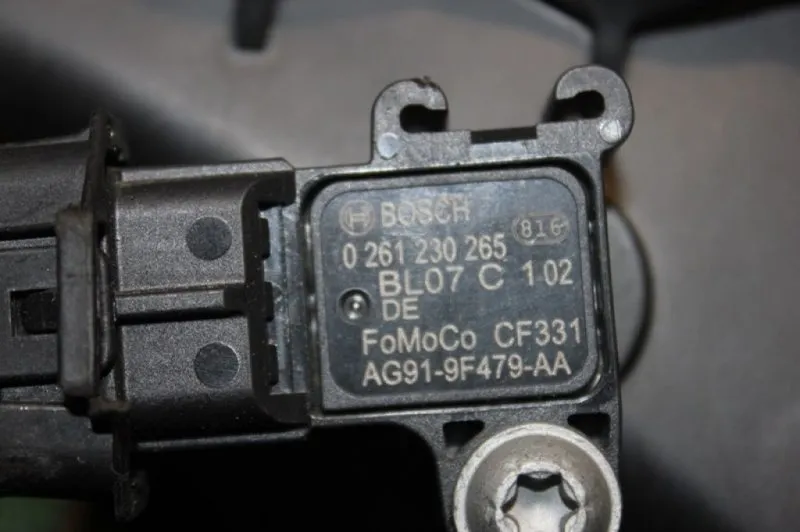 BOSCH
816
0 261 230 265
BL07 C 1 02
DE
FoMoCo CF331
AG91-9F479-AA